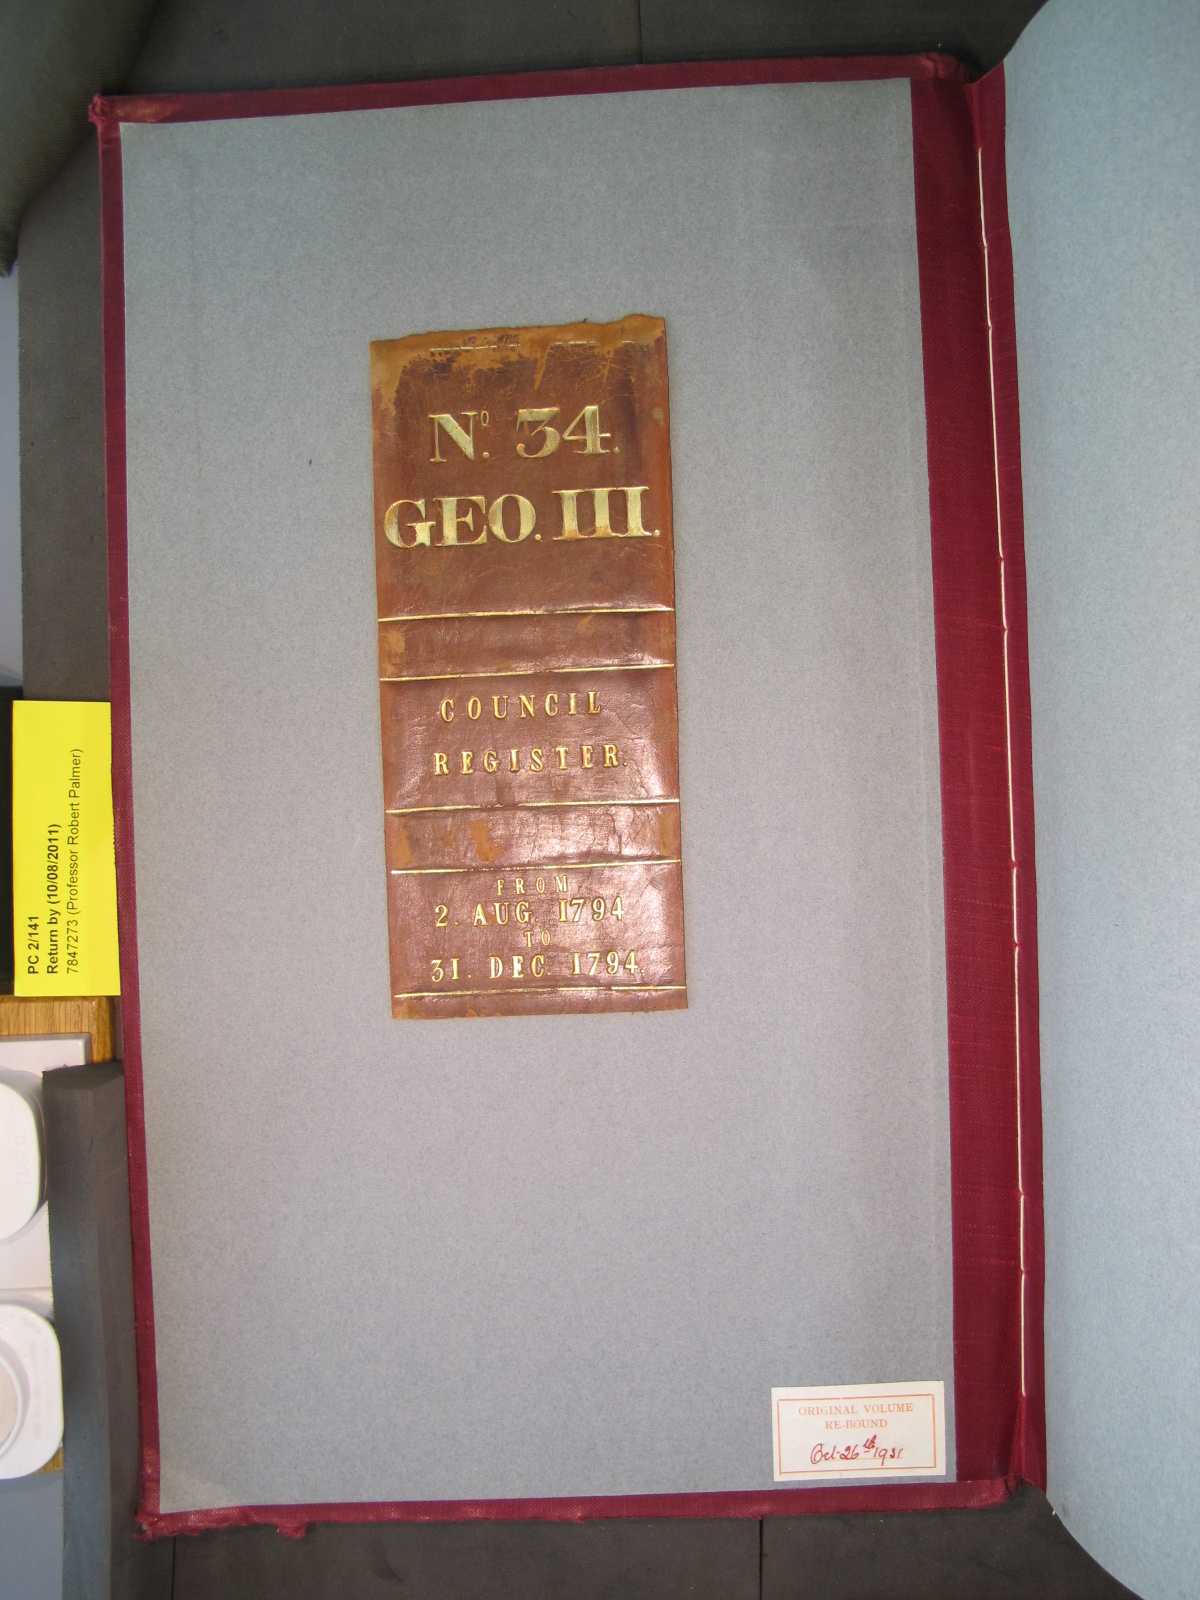 Nº. 34.
GEO. III.
COUNCIL
REGISTER.
FROM
2. AUG. 1794
TO
31. DEC. 1794.
PC 2/141
Return by (10/08/2011)
7847273 (Professor Robert Palmer)
ORIGINAL VOLUME
RE-BOUND
Oct-26th 1951